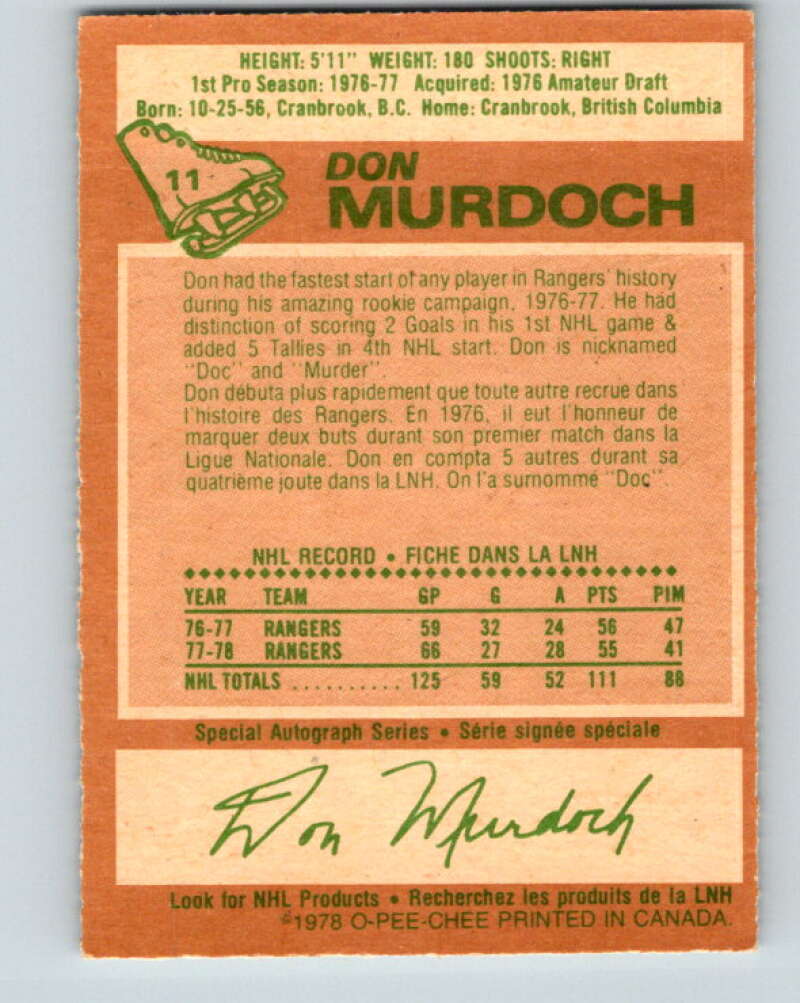 HEIGHT: 5'11" WEIGHT: 180 SHOOTS: RIGHT
1st Pro Season: 1976-77 Acquired: 1976 Amateur Draft
Born: 10-25-56, Cranbrook, B.C. Home: Cranbrook, British Columbia
11
DON
MURDOCH
Don had the fastest start of any player in Rangers' history
during his amazing rookie campaign, 1976-77. He had
distinction of scoring 2 Goals in his 1st NHL game &
added 5 Tallies in 4th NHL start. Don is nicknamed
"Doc" and "Murder".
Don débuta plus rapidement que toute autre recrue dans
l'histoire des Rangers. En 1976, il eut l'honneur de
marquer deux buts durant son premier match dans la
Ligue Nationale. Don en compta 5 autres durant sa
quatrième joute dans la LNH. On l'a surnommé "Doc".
NHL RECORD • FICHE DANS LA LNH
YEAR TEAM GP G A PTS PIM
76-77 RANGERS 59 32 24 56 47
77-78 RANGERS 66 27 28 55 41
NHL TOTALS .......... 125 59 52 111 88
Special Autograph Series • Série signée spéciale
Don Murdoch
Look for NHL Products • Recherchez les produits de la LNH
©1978 O-PEE-CHEE PRINTED IN CANADA.